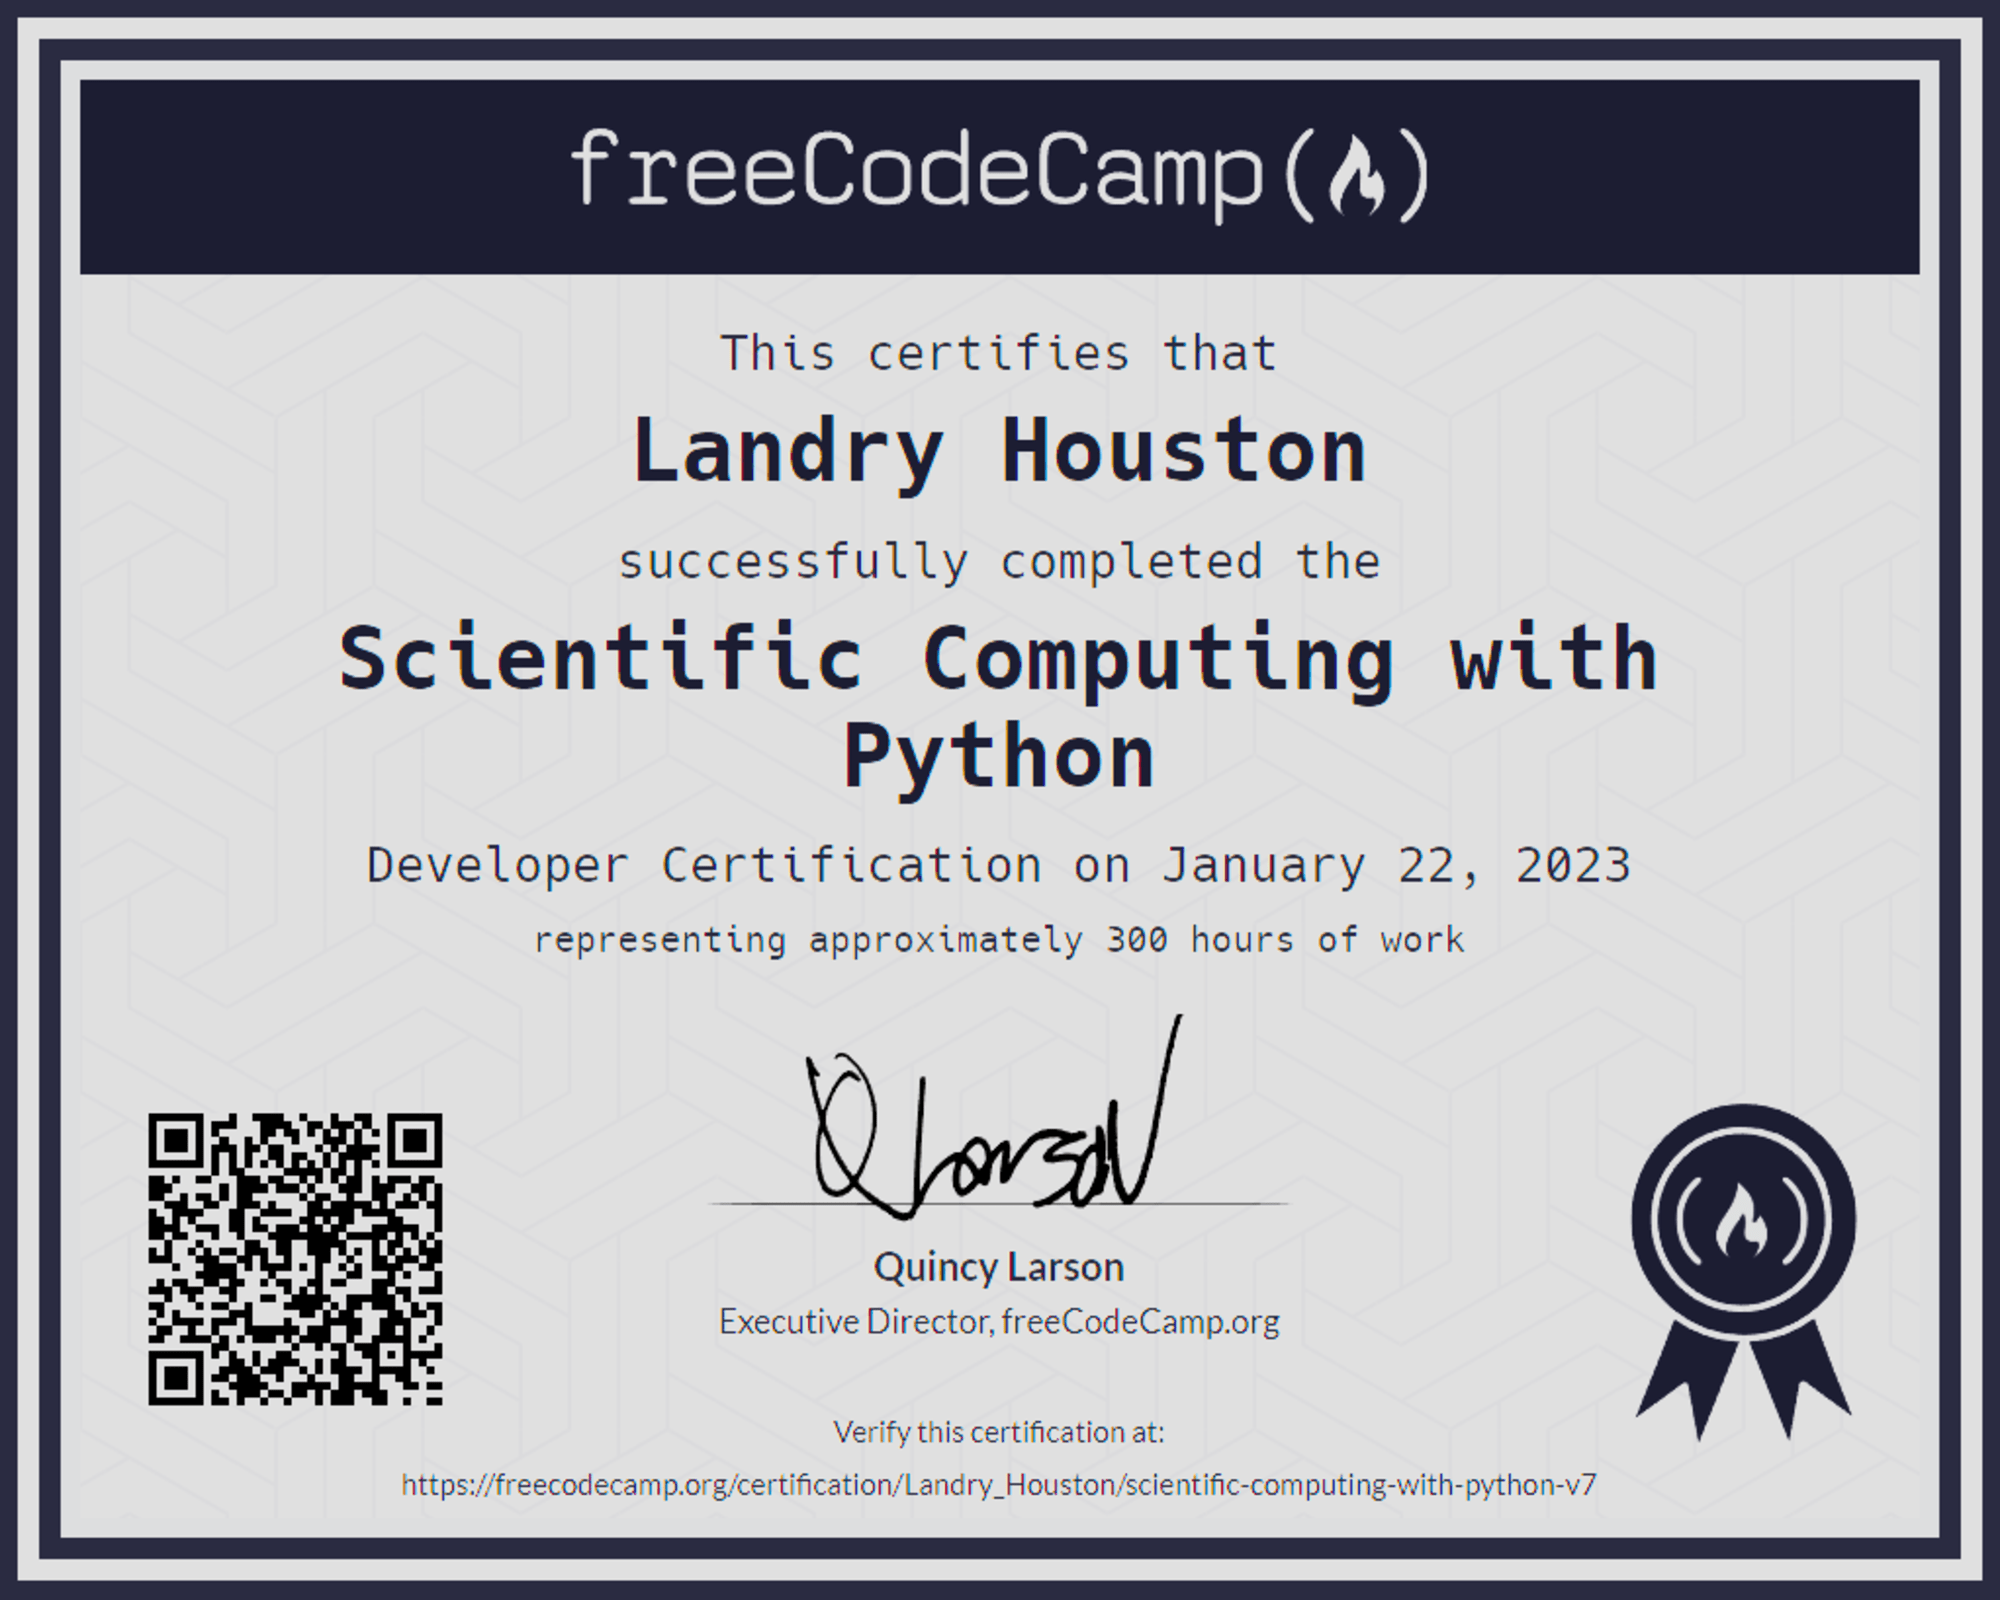 freeCodeCamp(🔥)
This certifies that
Landry Houston
successfully completed the
Scientific Computing with
Python
Developer Certification on January 22, 2023
representing approximately 300 hours of work
Q Larson
Quincy Larson
Executive Director, freeCodeCamp.org
Verify this certification at:
https://freecodecamp.org/certification/Landry_Houston/scientific-computing-with-python-v7